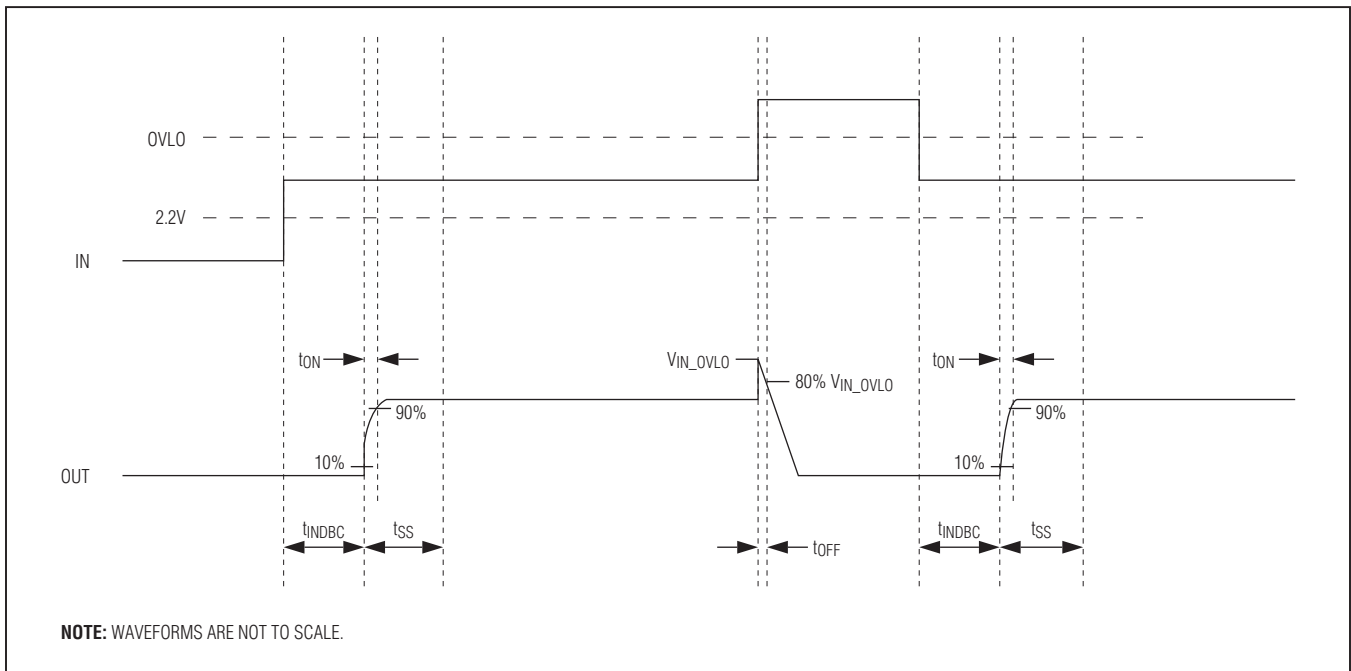 OVLO
2.2V
IN
tON
VIN_OVLO
80% VIN_OVLO
tON
90%
90%
10%
10%
OUT
tINDBC
tSS
tOFF
tINDBC
tSS
NOTE: WAVEFORMS ARE NOT TO SCALE.